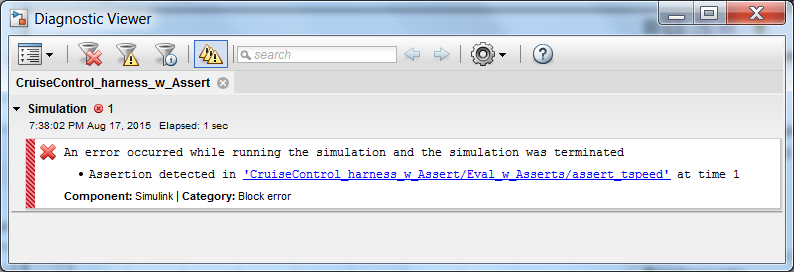 Diagnostic Viewer
search
CruiseControl_harness_w_Assert
Simulation 1
7:38:02 PM Aug 17, 2015 Elapsed: 1 sec
An error occurred while running the simulation and the simulation was terminated
• Assertion detected in 'CruiseControl_harness_w_Assert/Eval_w_Asserts/assert_tspeed' at time 1
Component: Simulink | Category: Block error